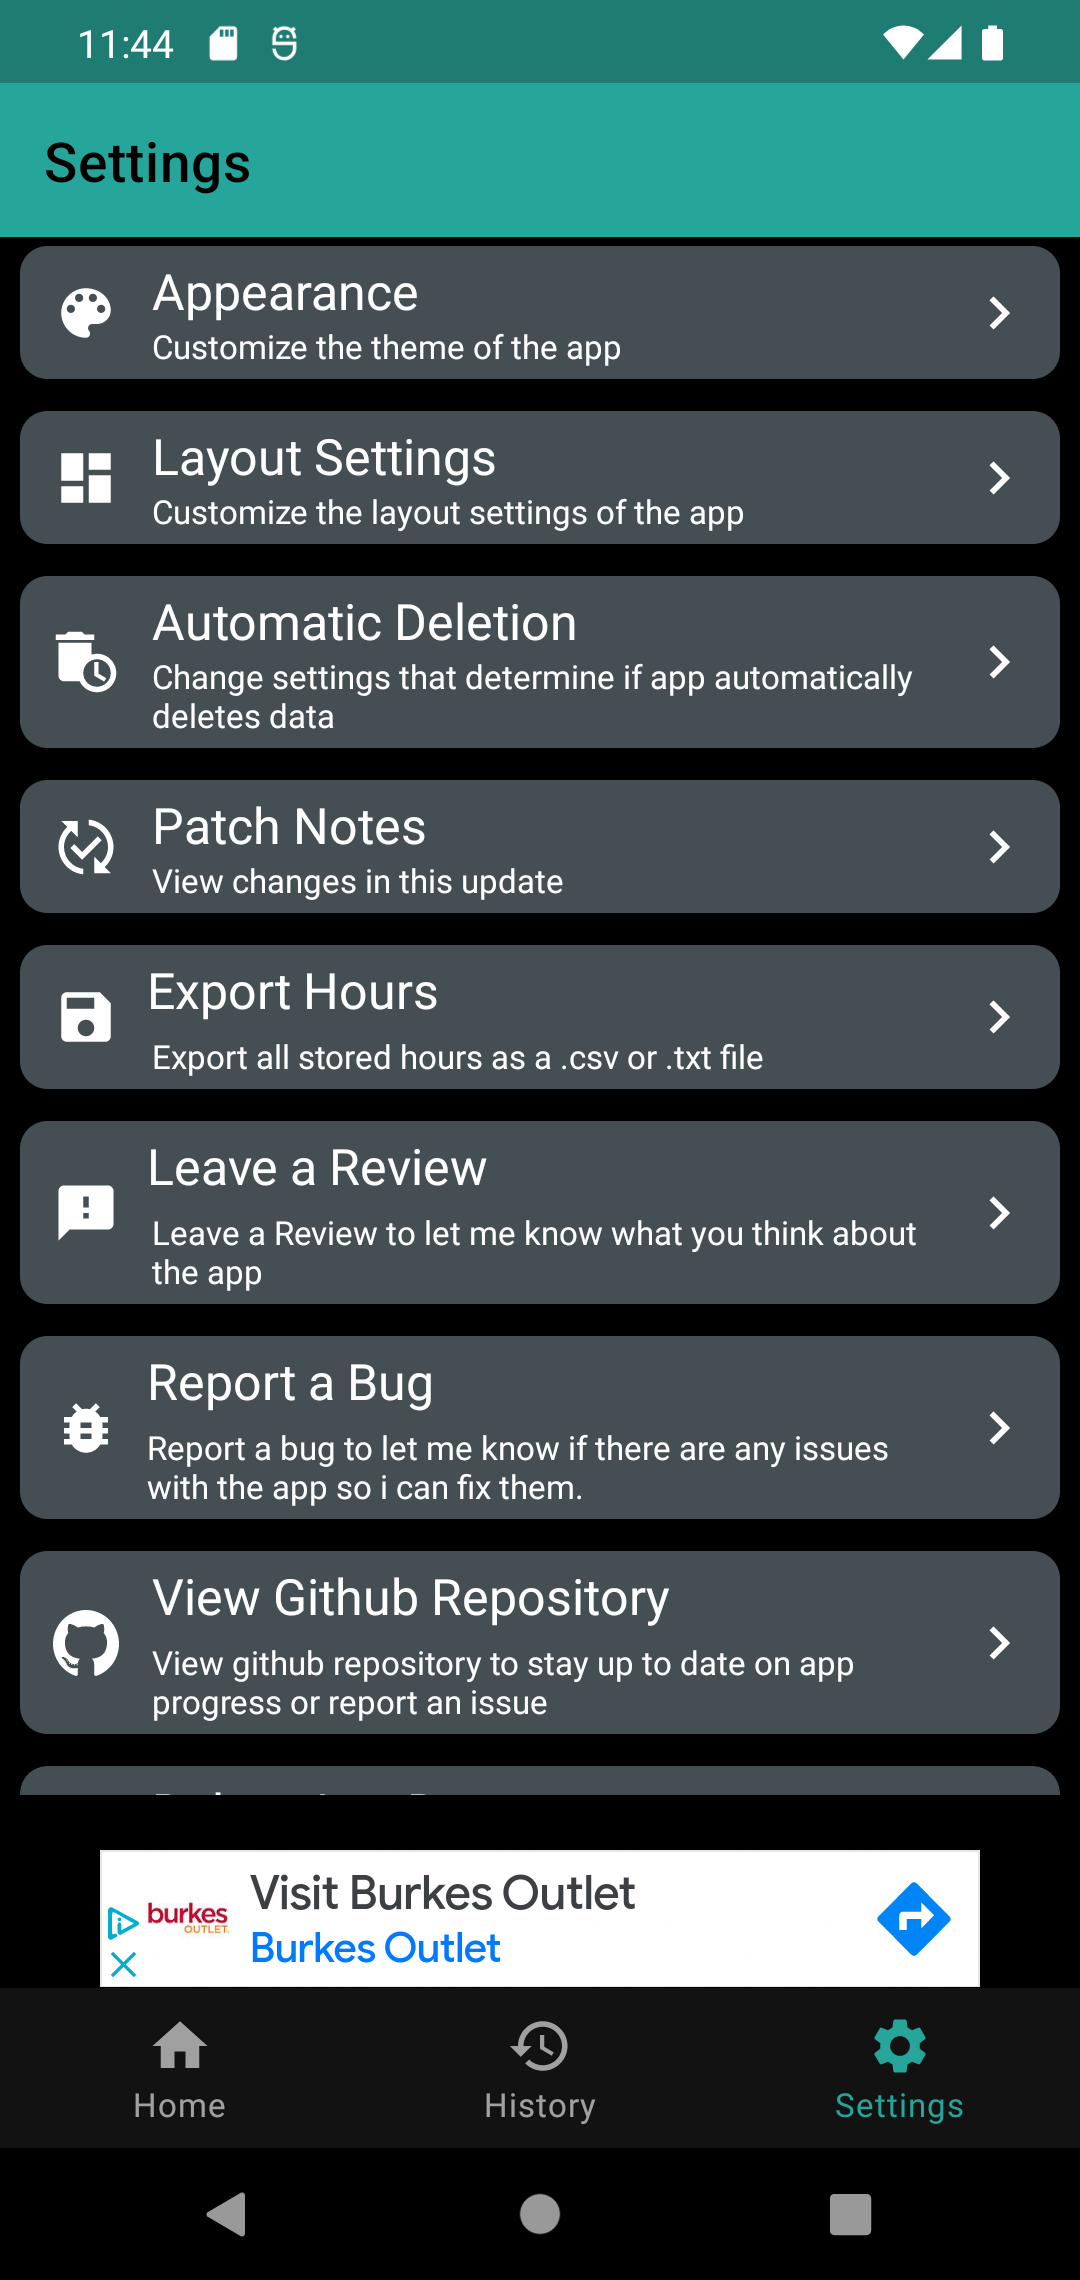 11:44
Settings
Appearance
Customize the theme of the app
Layout Settings
Customize the layout settings of the app
Automatic Deletion
Change settings that determine if app automatically
deletes data
Patch Notes
View changes in this update
Export Hours
Export all stored hours as a .csv or .txt file
Leave a Review
Leave a Review to let me know what you think about
the app
Report a Bug
Report a bug to let me know if there are any issues
with the app so i can fix them.
View Github Repository
View github repository to stay up to date on app
progress or report an issue
burkes
OUTLET
Visit Burkes Outlet
Burkes Outlet
Home
History
Settings